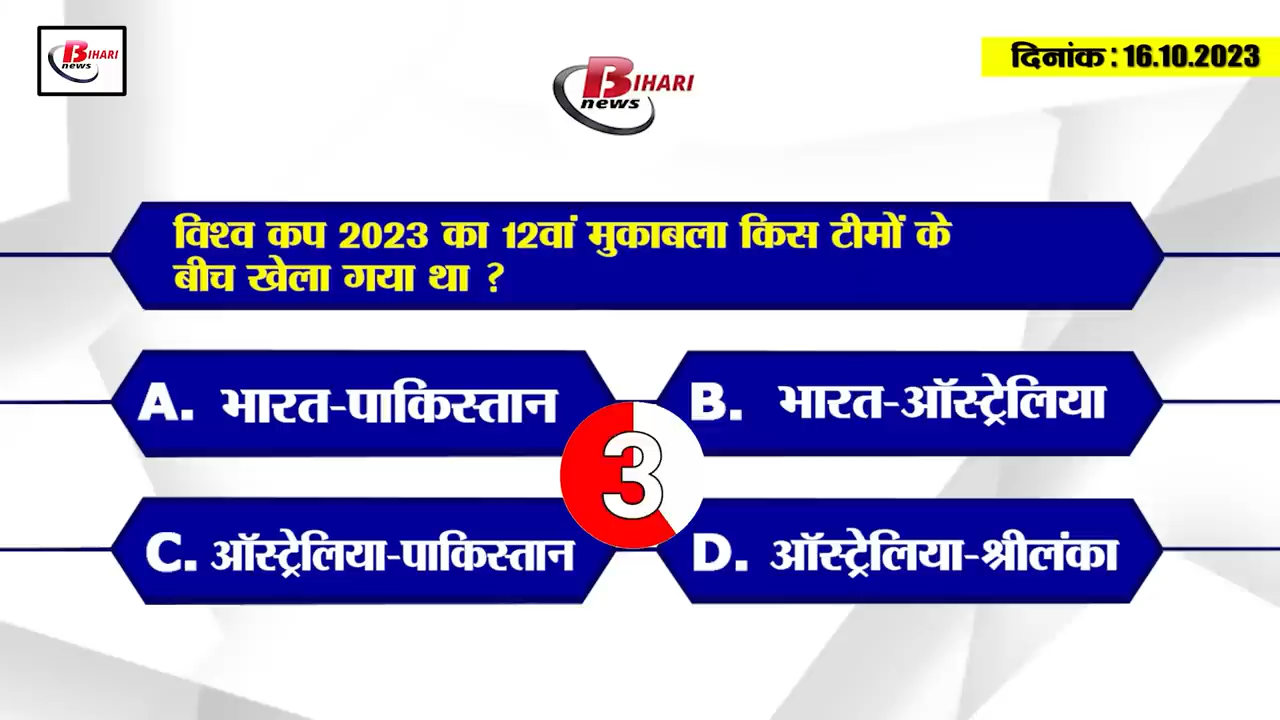 BIHARI
news
BIHARI
news
दिनांक : 16.10.2023
विश्व कप 2023 का 12वां मुकाबला किस टीमों के
बीच खेला गया था ?
A. भारत-पाकिस्तान
B. भारत-ऑस्ट्रेलिया
3
C. ऑस्ट्रेलिया-पाकिस्तान
D. ऑस्ट्रेलिया-श्रीलंका